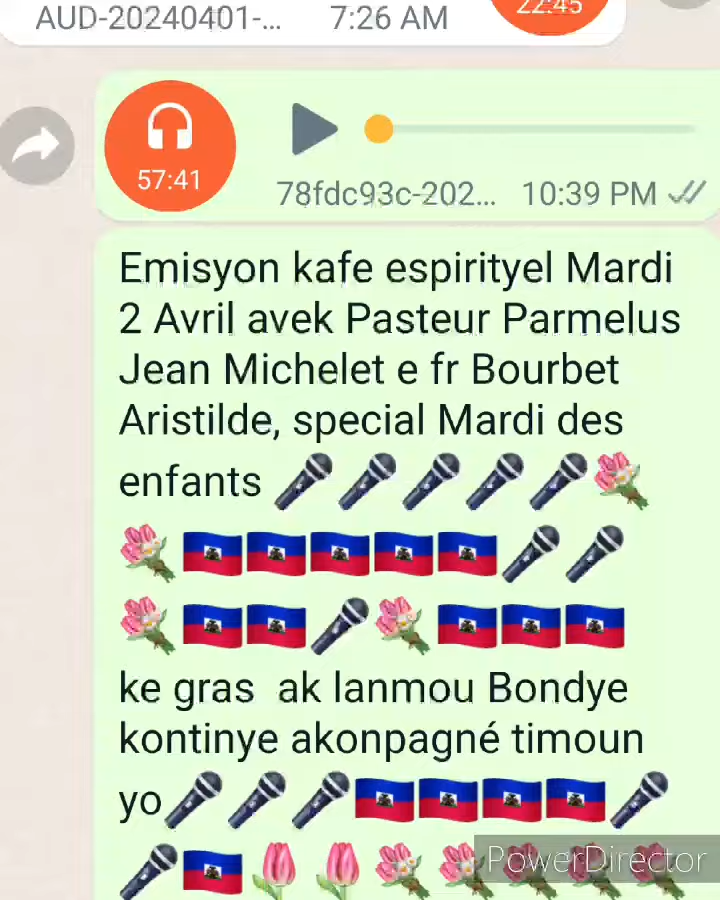 AUD-20240401-... 7:26 AM 22:45
57:41 78fdc93c-202... 10:39 PM
Emisyon kafe espirityel Mardi
2 Avril avek Pasteur Parmelus
Jean Michelet e fr Bourbet
Aristilde, special Mardi des
enfants 🎤🎤🎤🎤🎤💐
💐🇭🇹🇭🇹🇭🇹🇭🇹🇭🇹🎤🎤
💐🇭🇹🇭🇹🎤💐🇭🇹🇭🇹🇭🇹
ke gras ak lanmou Bondye
kontinye akonpagné timoun
yo🎤🎤🎤🇭🇹🇭🇹🇭🇹🇭🇹🎤
🎤🇭🇹🌷🌷💐💐💐💐💐
PowerDirector